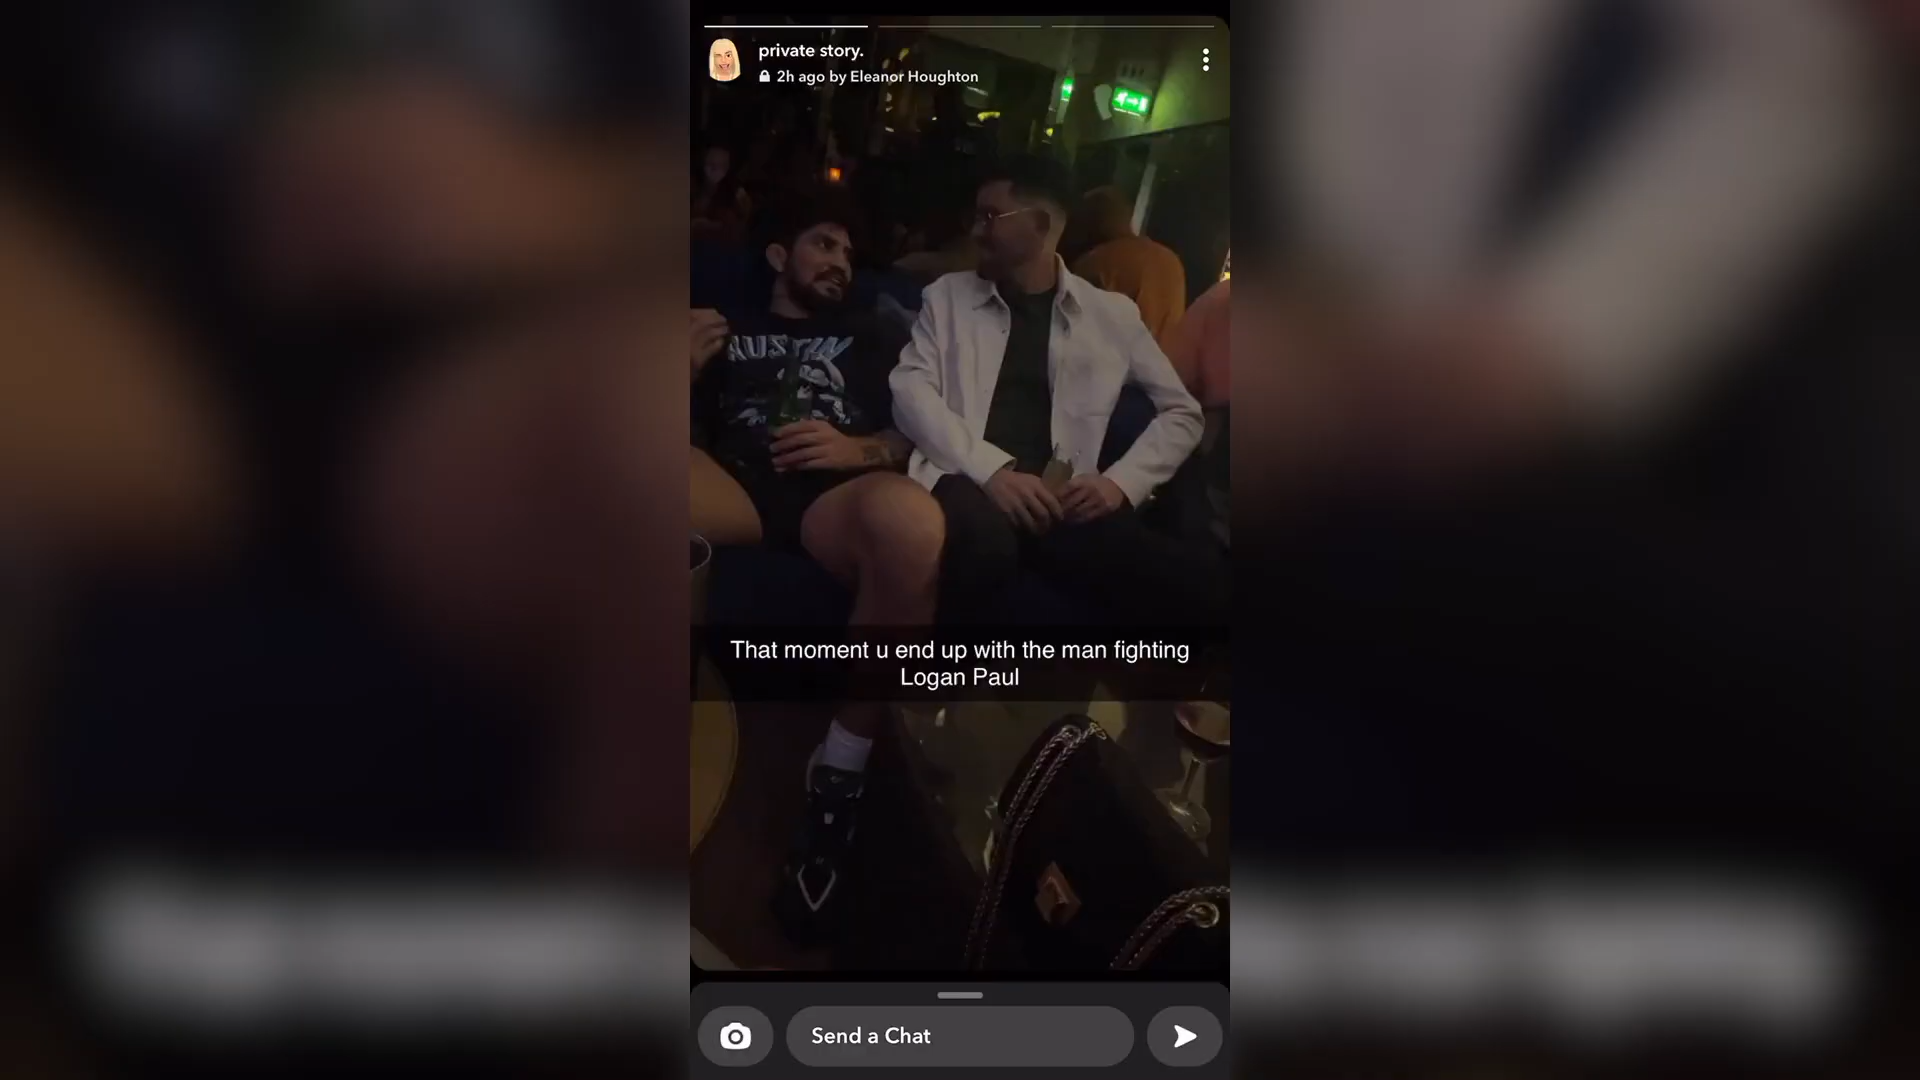 private story.
2h ago by Eleanor Houghton
AUSTIN
That moment u end up with the man fighting
Logan Paul
Send a Chat